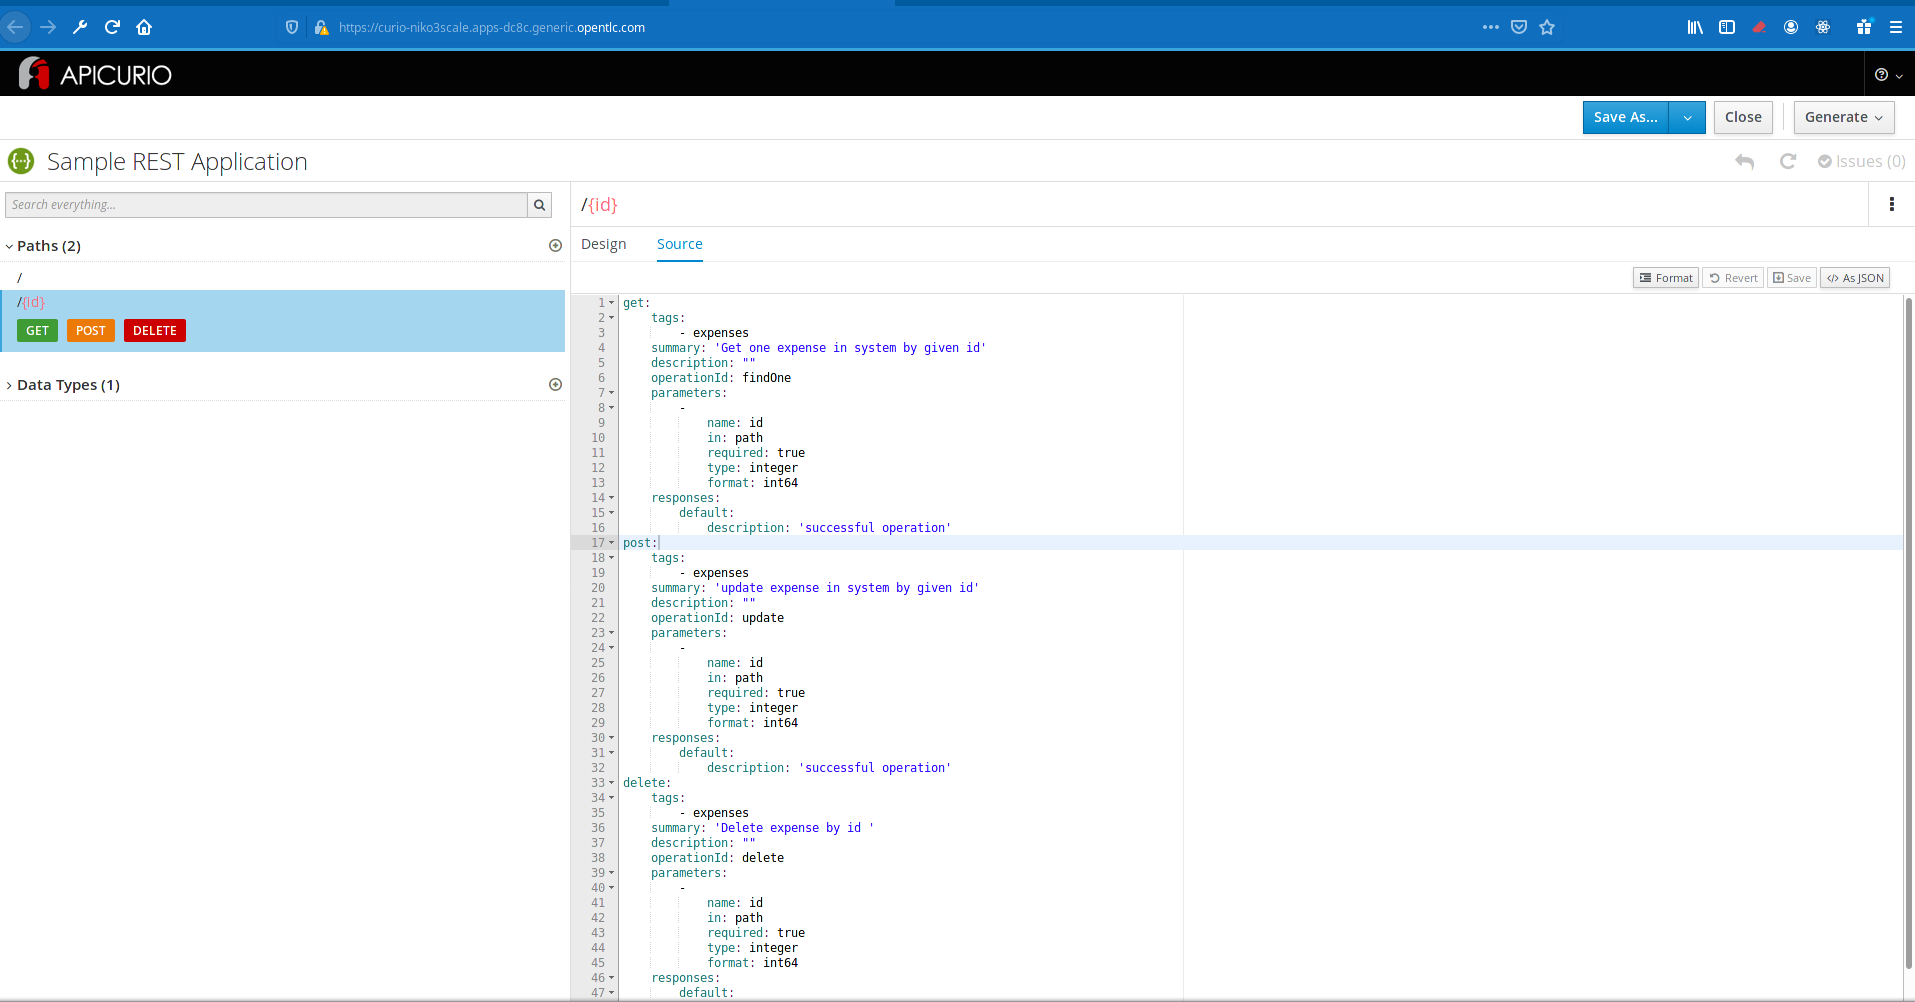 https://curio-niko3scale.apps-dc8c.generic.opentlc.com
APICURIO
Save As... Close Generate
Sample REST Application
Issues (0)
Search everything...
Paths (2)
/
/{id}
GET POST DELETE
Data Types (1)
/{id}
Design Source
Format Revert Save As JSON
1 get:
2 tags:
3 - expenses
4 summary: 'Get one expense in system by given id'
5 description: ""
6 operationId: findOne
7 parameters:
8 -
9 name: id
10 in: path
11 required: true
12 type: integer
13 format: int64
14 responses:
15 default:
16 description: 'successful operation'
17 post:
18 tags:
19 - expenses
20 summary: 'update expense in system by given id'
21 description: ""
22 operationId: update
23 parameters:
24 -
25 name: id
26 in: path
27 required: true
28 type: integer
29 format: int64
30 responses:
31 default:
32 description: 'successful operation'
33 delete:
34 tags:
35 - expenses
36 summary: 'Delete expense by id '
37 description: ""
38 operationId: delete
39 parameters:
40 -
41 name: id
42 in: path
43 required: true
44 type: integer
45 format: int64
46 responses:
47 default: